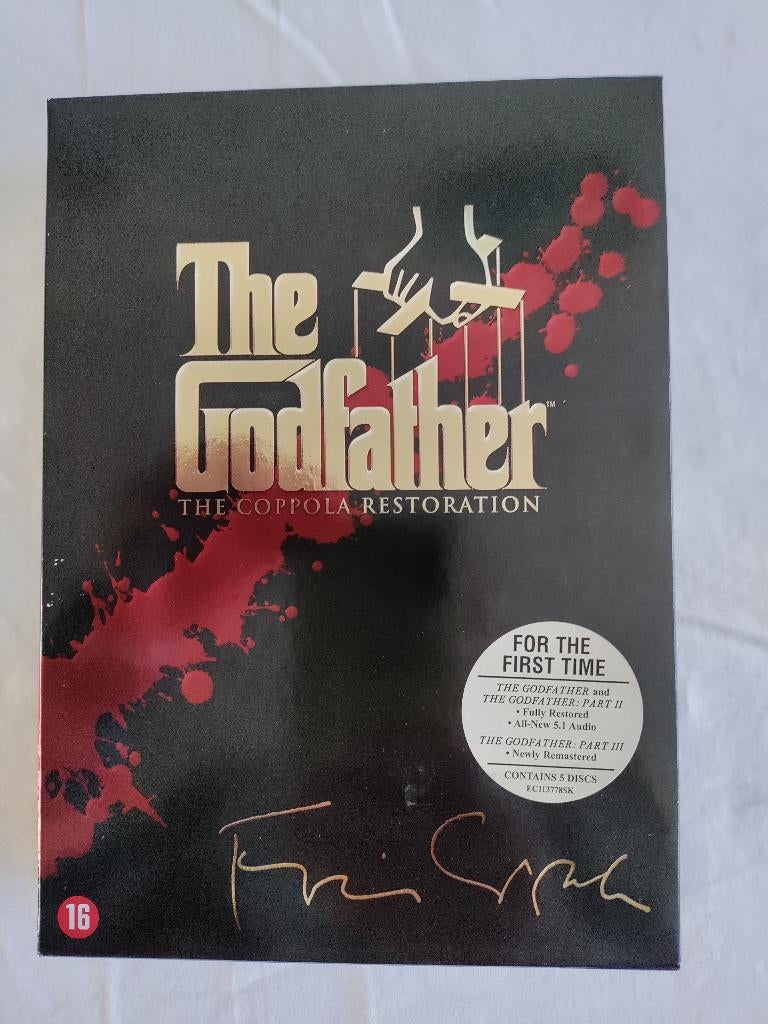 The
Godfather™
THE COPPOLA RESTORATION
FOR THE
FIRST TIME
THE GODFATHER and
THE GODFATHER: PART II
• Fully Restored
• All-New 5.1 Audio
THE GODFATHER: PART III
• Newly Remastered
CONTAINS 5 DISCS
EC113778SK
16